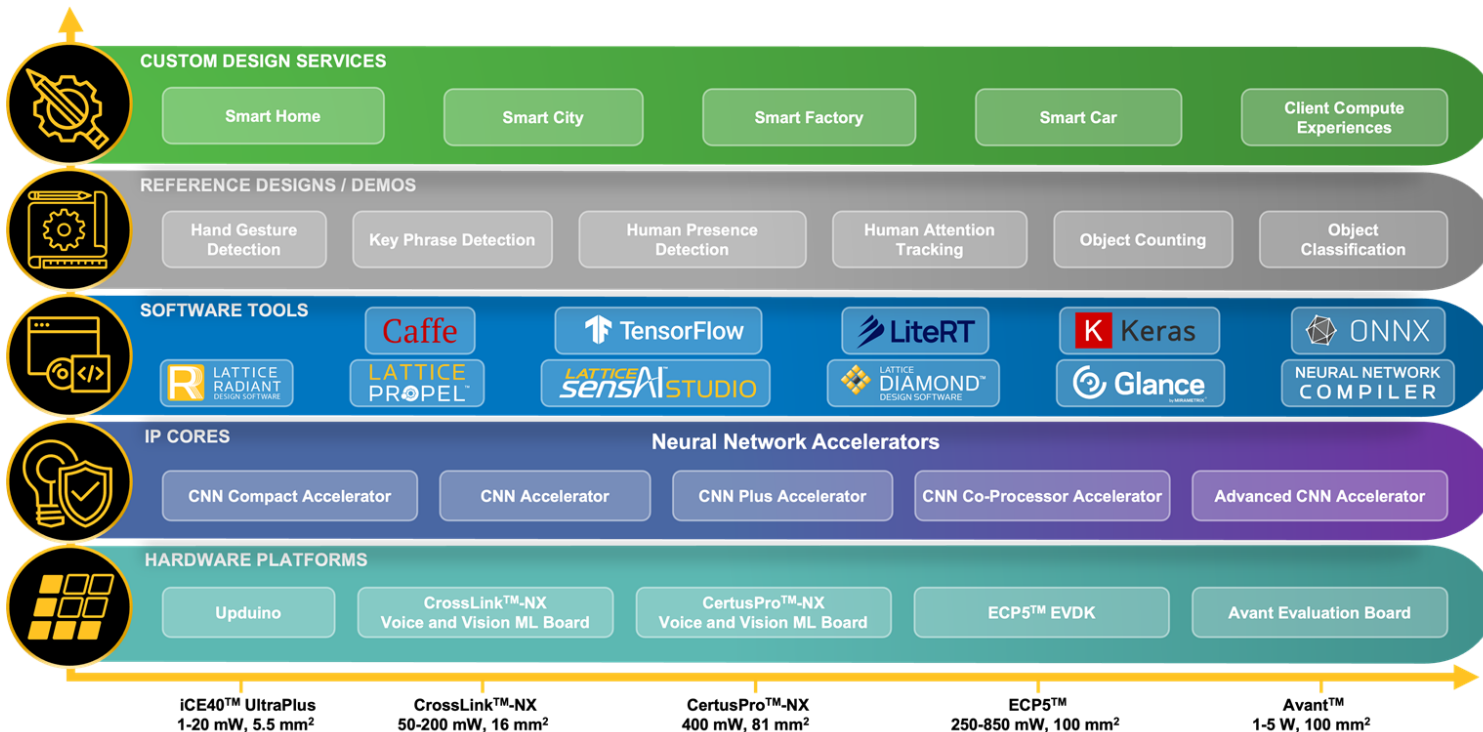 CUSTOM DESIGN SERVICES
Smart Home
Smart City
Smart Factory
Smart Car
Client Compute
Experiences
REFERENCE DESIGNS / DEMOS
Hand Gesture
Detection
Key Phrase Detection
Human Presence
Detection
Human Attention
Tracking
Object Counting
Object
Classification
SOFTWARE TOOLS
Caffe
TensorFlow
LiteRT
K Keras
ONNX
R LATTICE
RADIANT
DESIGN SOFTWARE
LATTICE
PROPEL™
LATTICE
sensAI™ STUDIO
LATTICE
DIAMOND™
DESIGN SOFTWARE
Glance
by MIRAMETRIX™
NEURAL NETWORK
COMPILER
IP CORES
Neural Network Accelerators
CNN Compact Accelerator
CNN Accelerator
CNN Plus Accelerator
CNN Co-Processor Accelerator
Advanced CNN Accelerator
HARDWARE PLATFORMS
Upduino
CrossLink™-NX
Voice and Vision ML Board
CertusPro™-NX
Voice and Vision ML Board
ECP5™ EVDK
Avant Evaluation Board
iCE40™ UltraPlus
1-20 mW, 5.5 mm²
CrossLink™-NX
50-200 mW, 16 mm²
CertusPro™-NX
400 mW, 81 mm²
ECP5™
250-850 mW, 100 mm²
Avant™
1-5 W, 100 mm²